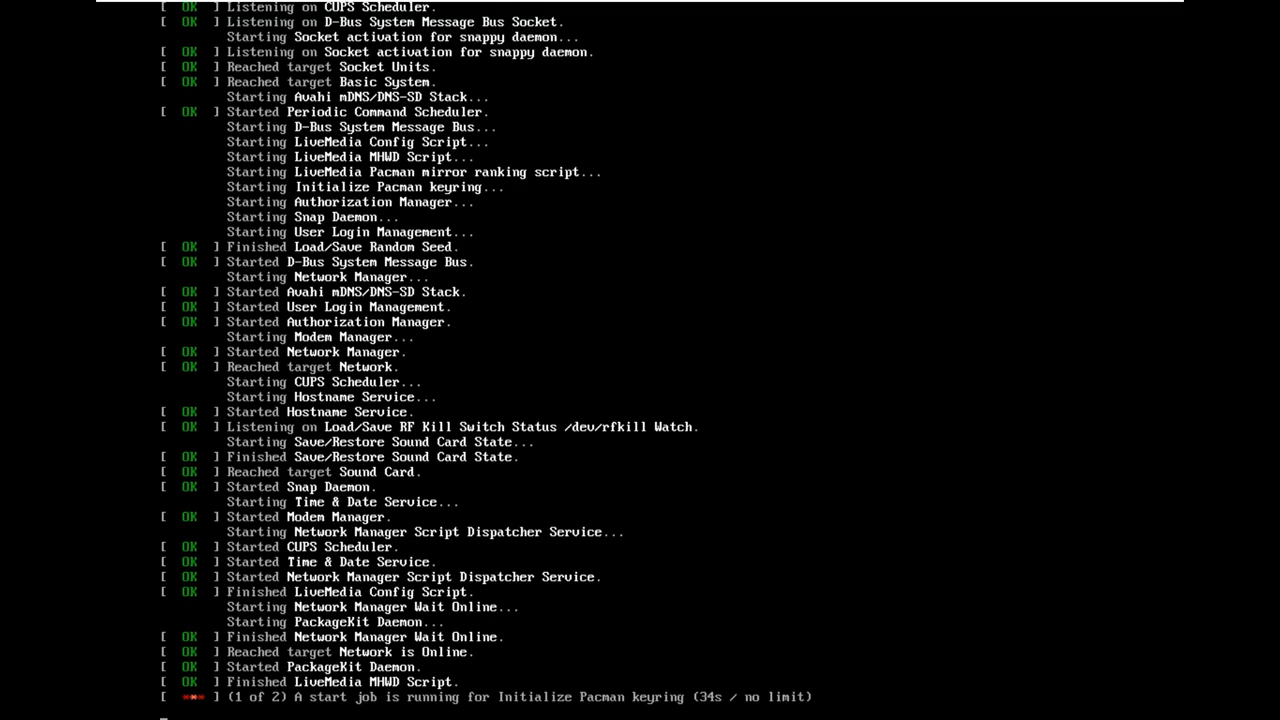 [  OK  ] Listening on CUPS Scheduler.
[  OK  ] Listening on D-Bus System Message Bus Socket.
Starting Socket activation for snappy daemon...
[  OK  ] Listening on Socket activation for snappy daemon.
[  OK  ] Reached target Socket Units.
[  OK  ] Reached target Basic System.
Starting Avahi mDNS/DNS-SD Stack...
[  OK  ] Started Periodic Command Scheduler.
Starting D-Bus System Message Bus...
Starting LiveMedia Config Script...
Starting LiveMedia MHWD Script...
Starting LiveMedia Pacman mirror ranking script...
Starting Initialize Pacman keyring...
Starting Authorization Manager...
Starting Snap Daemon...
Starting User Login Management...
[  OK  ] Finished Load/Save Random Seed.
[  OK  ] Started D-Bus System Message Bus.
Starting Network Manager...
[  OK  ] Started Avahi mDNS/DNS-SD Stack.
[  OK  ] Started User Login Management.
[  OK  ] Started Authorization Manager.
Starting Modem Manager...
[  OK  ] Started Network Manager.
[  OK  ] Reached target Network.
Starting CUPS Scheduler...
Starting Hostname Service...
[  OK  ] Started Hostname Service.
[  OK  ] Listening on Load/Save RF Kill Switch Status /dev/rfkill Watch.
Starting Save/Restore Sound Card State...
[  OK  ] Finished Save/Restore Sound Card State.
[  OK  ] Reached target Sound Card.
[  OK  ] Started Snap Daemon.
Starting Time & Date Service...
[  OK  ] Started Modem Manager.
Starting Network Manager Script Dispatcher Service...
[  OK  ] Started CUPS Scheduler.
[  OK  ] Started Time & Date Service.
[  OK  ] Started Network Manager Script Dispatcher Service.
[  OK  ] Finished LiveMedia Config Script.
Starting Network Manager Wait Online...
Starting PackageKit Daemon...
[  OK  ] Finished Network Manager Wait Online.
[  OK  ] Reached target Network is Online.
[  OK  ] Started PackageKit Daemon.
[  OK  ] Finished LiveMedia MHWD Script.
[  *** ] (1 of 2) A start job is running for Initialize Pacman keyring (34s / no limit)